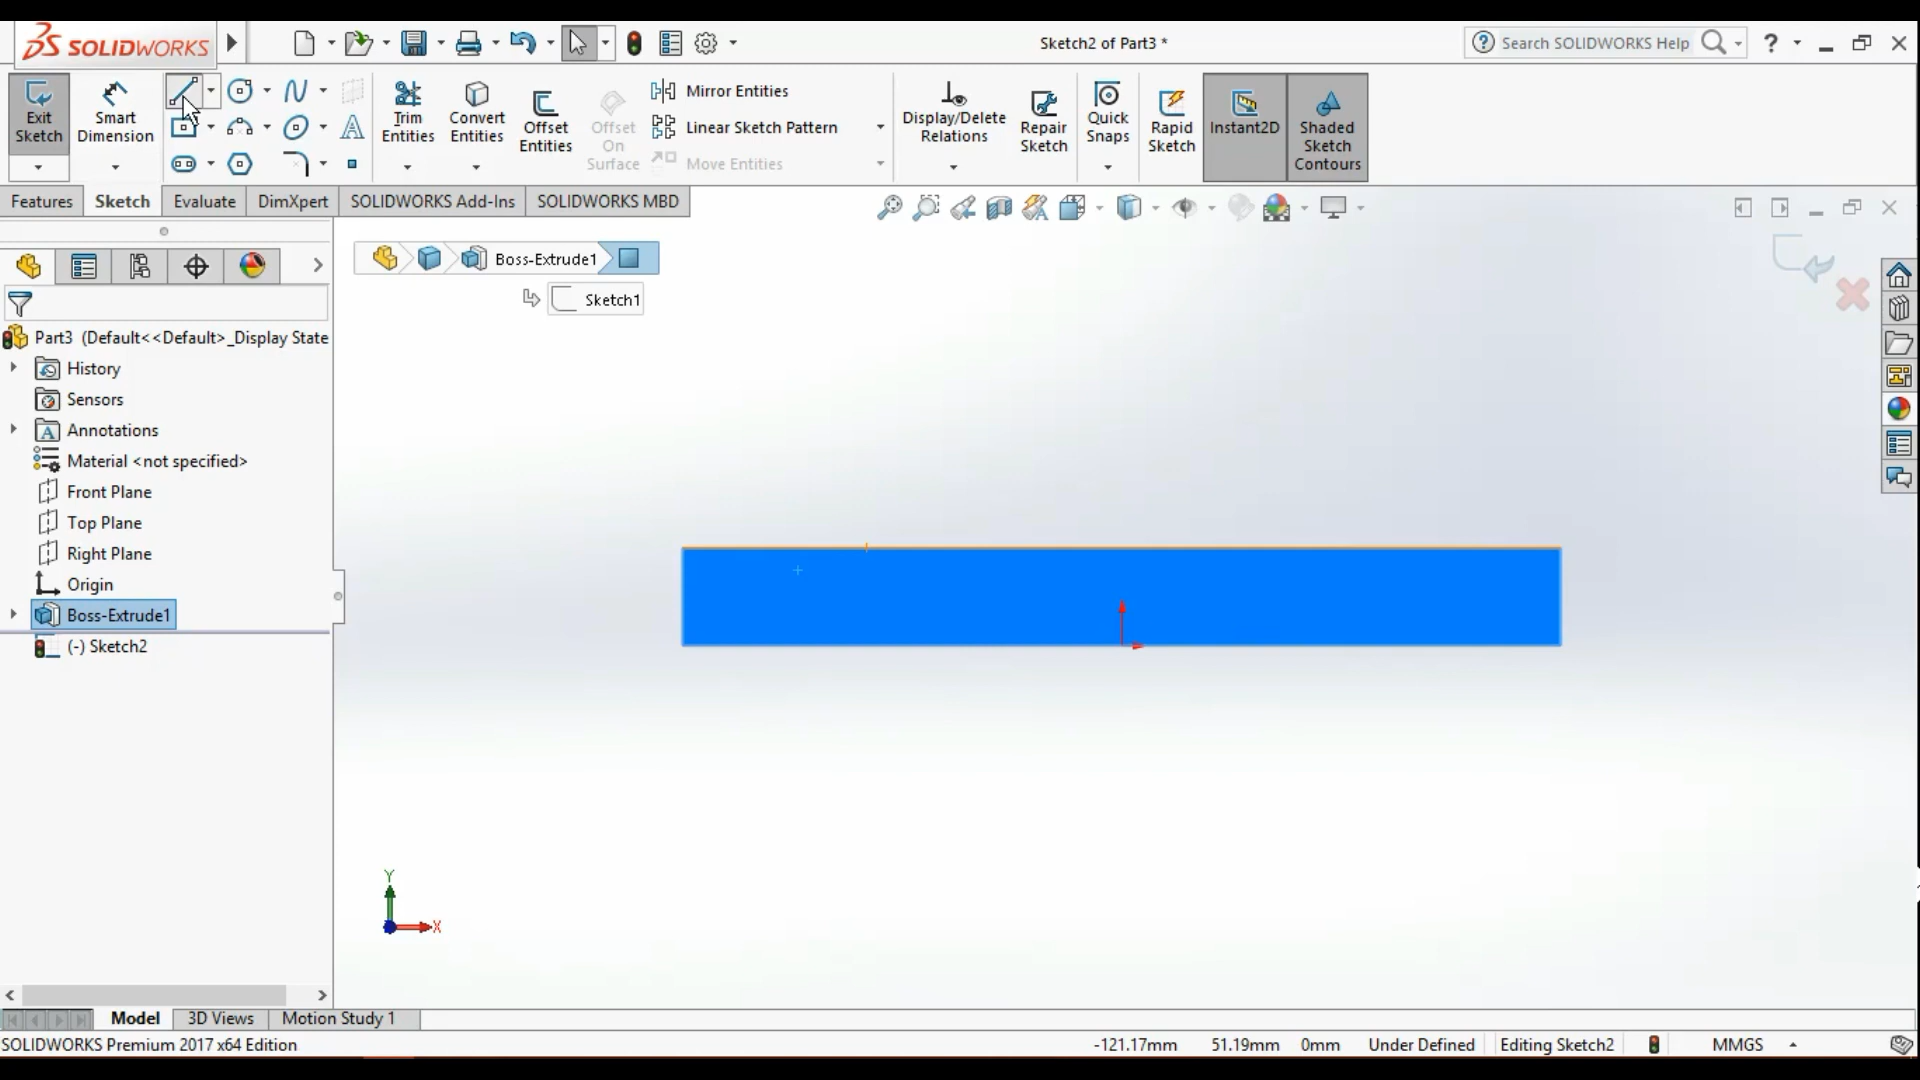 SOLIDWORKS
Sketch2 of Part3 *
Search SOLIDWORKS Help
?
Exit Sketch
Smart Dimension
Trim Entities
Convert Entities
Offset Entities
Offset On Surface
Mirror Entities
Linear Sketch Pattern
Move Entities
Display/Delete Relations
Repair Sketch
Quick Snaps
Rapid Sketch
Instant2D
Shaded Sketch Contours
Features
Sketch
Evaluate
DimXpert
SOLIDWORKS Add-Ins
SOLIDWORKS MBD
Boss-Extrude1
Sketch1
Part3 (Default<<Default>_Display State
History
Sensors
Annotations
Material <not specified>
Front Plane
Top Plane
Right Plane
Origin
Boss-Extrude1
(-) Sketch2
Y
X
Model
3D Views
Motion Study 1
SOLIDWORKS Premium 2017 x64 Edition
-121.17mm
51.19mm
0mm
Under Defined
Editing Sketch2
MMGS